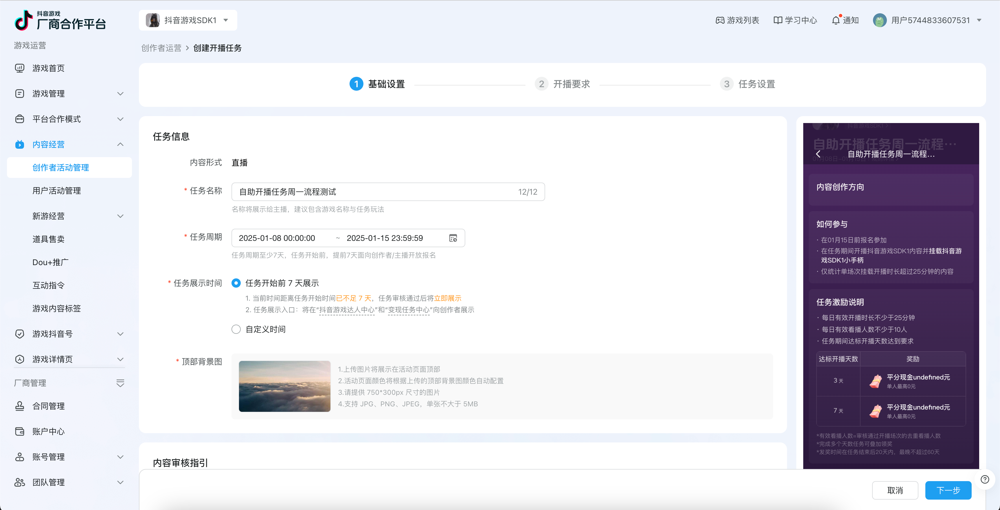 抖音游戏
厂商合作平台
抖音游戏SDK1
游戏列表
学习中心
通知
用户5744833607531
游戏运营
游戏首页
游戏管理
平台合作模式
内容经营
创作者活动管理
用户活动管理
新游经营
道具售卖
Dou+推广
互动指令
游戏内容标签
游戏抖音号
游戏详情页
厂商管理
合同管理
账户中心
账号管理
团队管理
创作者运营 > 创建开播任务
1 基础设置
2 开播要求
3 任务设置
任务信息
内容形式 直播
* 任务名称 自助开播任务周一流程测试 12/12
名称将展示给主播，建议包含游戏名称与任务玩法
* 任务周期 2025-01-08 00:00:00 ~ 2025-01-15 23:59:59
任务周期至少7天，任务开始前，提前7天面向创作者/主播开放报名
* 任务展示时间 任务开始前 7 天展示
1. 当前时间距离任务开始时间已不足 7 天，任务审核通过后将立即展示
2. 任务展示入口：将在“抖音游戏达人中心”和“变现任务中心”向创作者展示
自定义时间
* 顶部背景图
1.上传图片将展示在活动页面顶部
2.活动页面颜色将根据上传的顶部背景图颜色自动配置
3.请提供 750*300px 尺寸的图片
4.支持 JPG、PNG、JPEG，单张不大于 5MB
内容审核指引
抖音游戏SDK1 >
自助开播任务周一流程…
自助开播任务周一流程...
01月08日-01月15日
内容创作方向
如何参与
· 在01月15日前报名参加
· 在任务期间开播抖音游戏SDK1内容并挂载抖音游
戏SDK1小手柄
· 仅统计单场次挂载开播时长超过25分钟的内容
任务激励说明
· 每日有效开播时长不少于25分钟
· 每日有效看播人数不少于10人
· 任务期间达标开播天数达到要求
达标开播天数 奖励
3 天 平分现金undefined元
单人最高0元
7 天 平分现金undefined元
单人最高0元
*有效看播人数=审核通过开播场次的去重看播人数
*完成多个天数任务可叠加领奖
*发奖时间在任务结束后20天内，最晚不超过60天
取消
下一步